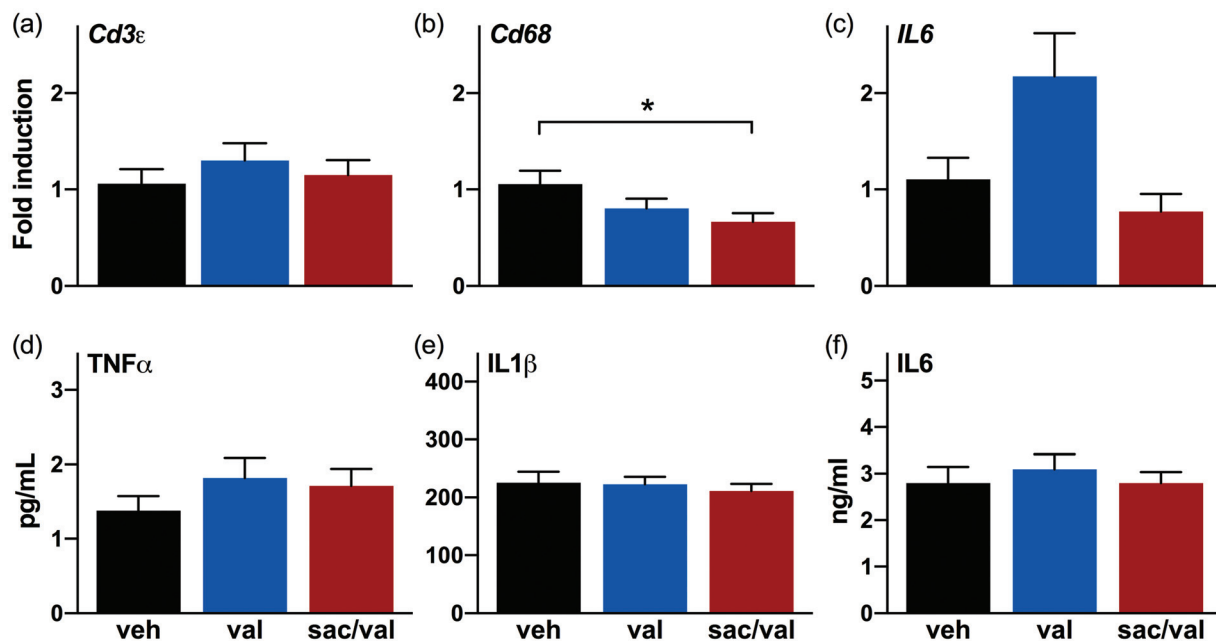 (a) Cd3ε
(b) Cd68
(c) IL6
Fold induction
2
1
0
2
*
1
0
2
1
0
(d) TNFα
(e) IL1β
(f) IL6
pg/mL
3
2
1
0
400
300
200
100
0
ng/ml
5
4
3
2
1
0
veh val sac/val
veh val sac/val
veh val sac/val